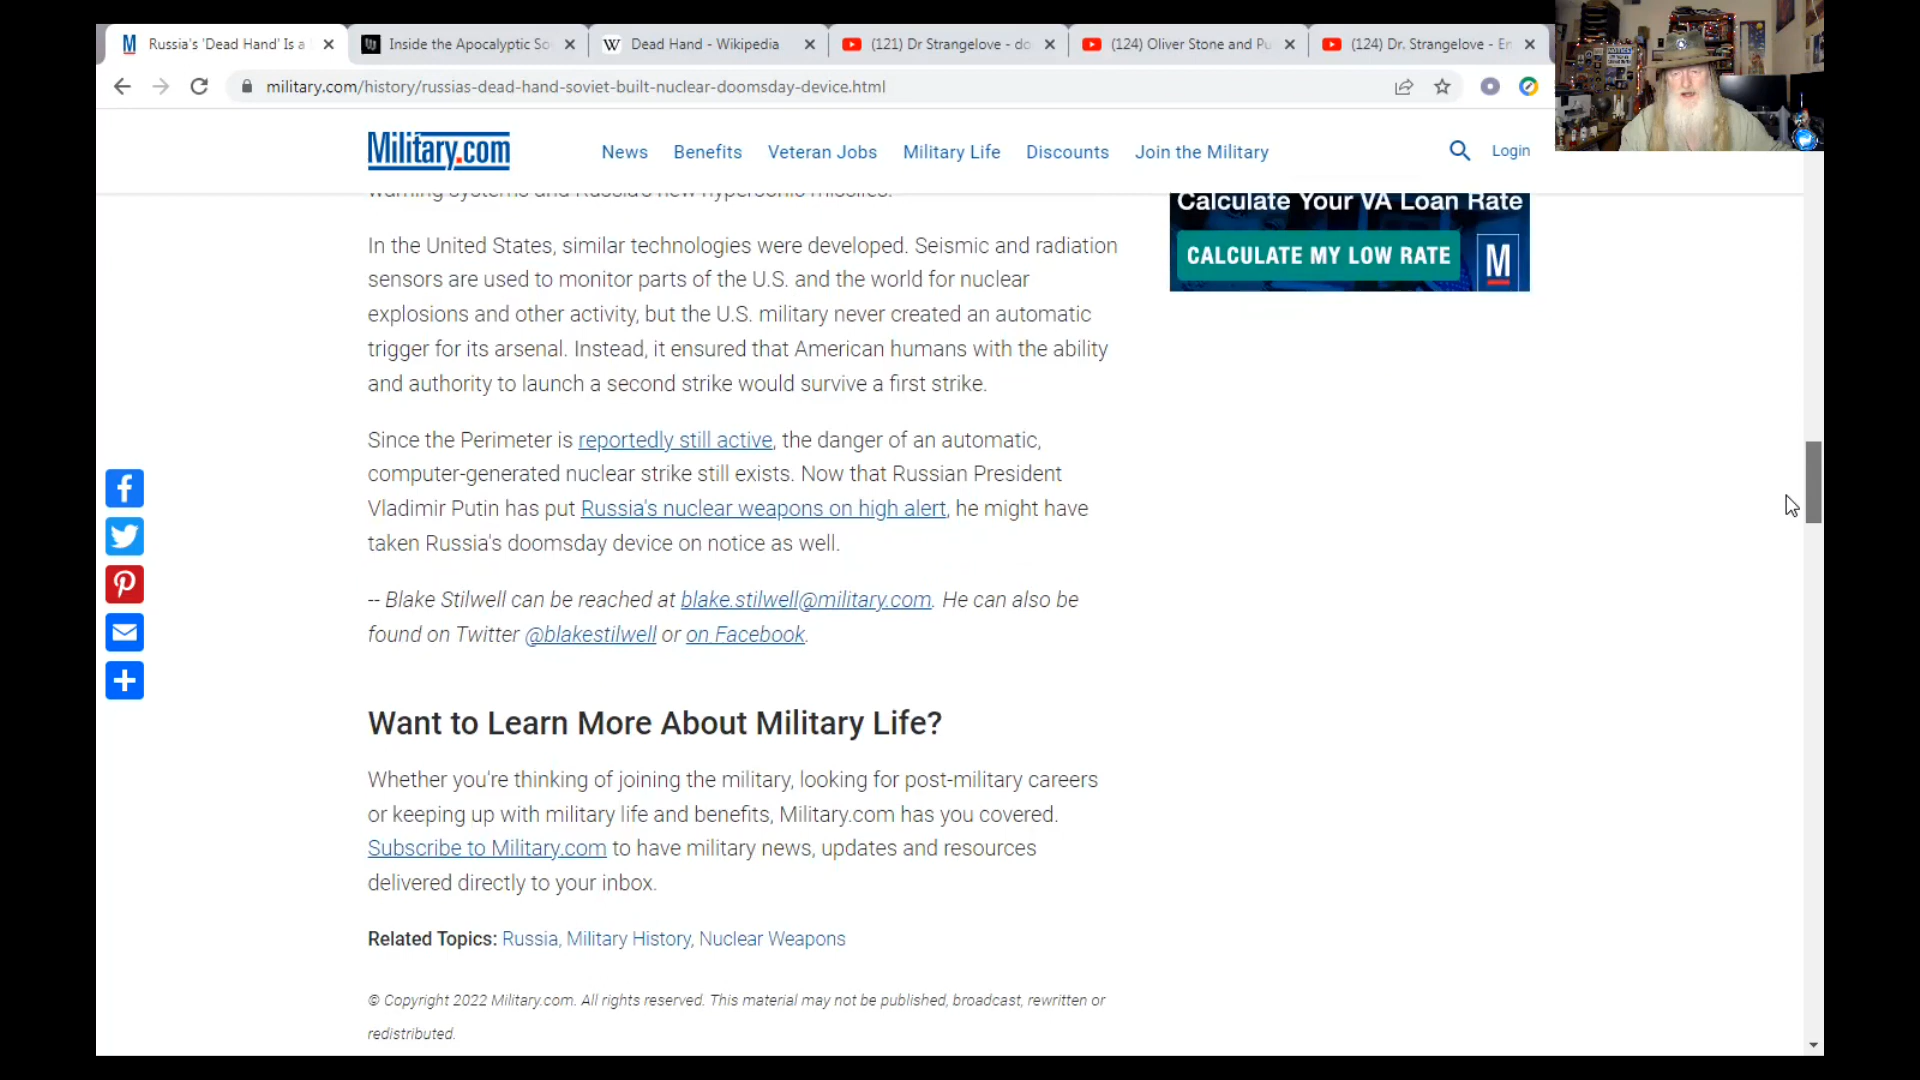 Russia's 'Dead Hand' Is a
Inside the Apocalyptic So
Dead Hand - Wikipedia
(121) Dr Strangelove - do
(124) Oliver Stone and Pu
(124) Dr. Strangelove - En
military.com/history/russias-dead-hand-soviet-built-nuclear-doomsday-device.html
Military.com
News
Benefits
Veteran Jobs
Military Life
Discounts
Join the Military
Login
warning systems and Russia's new hypersonic missiles.
Calculate Your VA Loan Rate
CALCULATE MY LOW RATE
In the United States, similar technologies were developed. Seismic and radiation
sensors are used to monitor parts of the U.S. and the world for nuclear
explosions and other activity, but the U.S. military never created an automatic
trigger for its arsenal. Instead, it ensured that American humans with the ability
and authority to launch a second strike would survive a first strike.
Since the Perimeter is reportedly still active, the danger of an automatic,
computer-generated nuclear strike still exists. Now that Russian President
Vladimir Putin has put Russia's nuclear weapons on high alert, he might have
taken Russia's doomsday device on notice as well.
-- Blake Stilwell can be reached at blake.stilwell@military.com. He can also be
found on Twitter @blakestilwell or on Facebook.
Want to Learn More About Military Life?
Whether you're thinking of joining the military, looking for post-military careers
or keeping up with military life and benefits, Military.com has you covered.
Subscribe to Military.com to have military news, updates and resources
delivered directly to your inbox.
Related Topics: Russia, Military History, Nuclear Weapons
© Copyright 2022 Military.com. All rights reserved. This material may not be published, broadcast, rewritten or
redistributed.